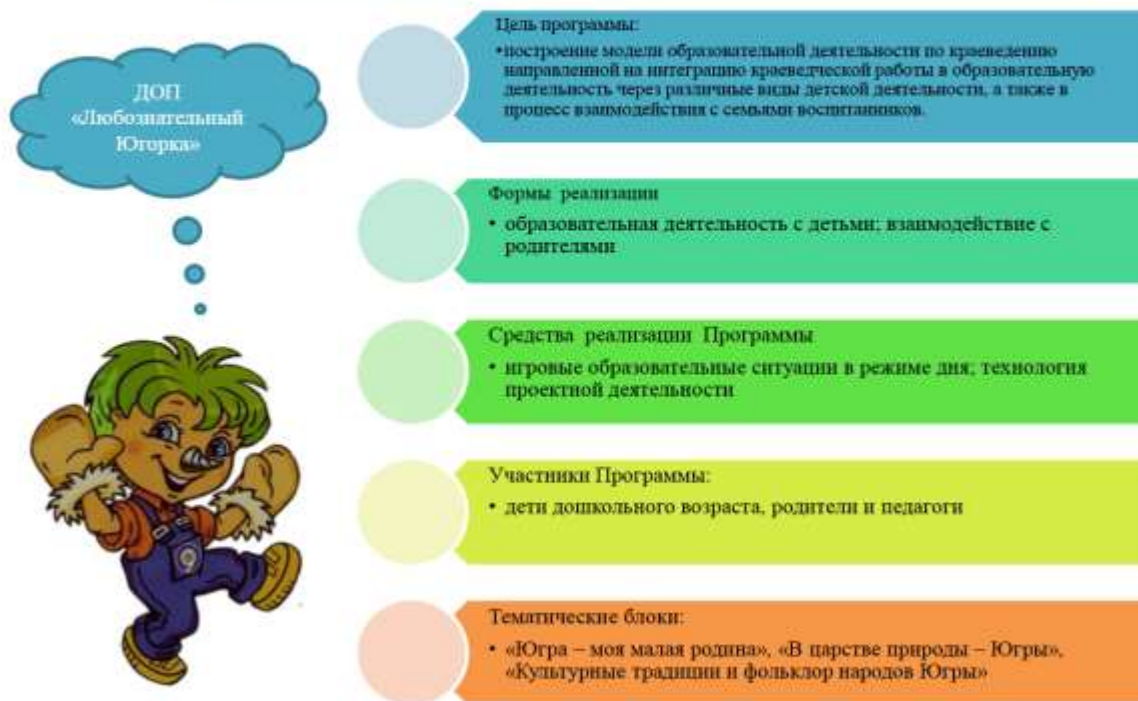 ДОП
«Любознательный
Югорка»
Цель программы:
•построение модели образовательной деятельности по краеведению
направленной на интеграцию краеведческой работы в образовательную
деятельность через различные виды детской деятельности, а также в
процесс взаимодействия с семьями воспитанников.
Формы реализации
• образовательная деятельность с детьми; взаимодействие с
родителями
Средства реализации Программы
• игровые образовательные ситуации в режиме дня; технология
проектной деятельности
Участники Программы:
• дети дошкольного возраста, родители и педагоги
Тематические блоки:
• «Югра – моя малая родина», «В царстве природы – Югры»,
«Культурные традиции и фольклор народов Югры»